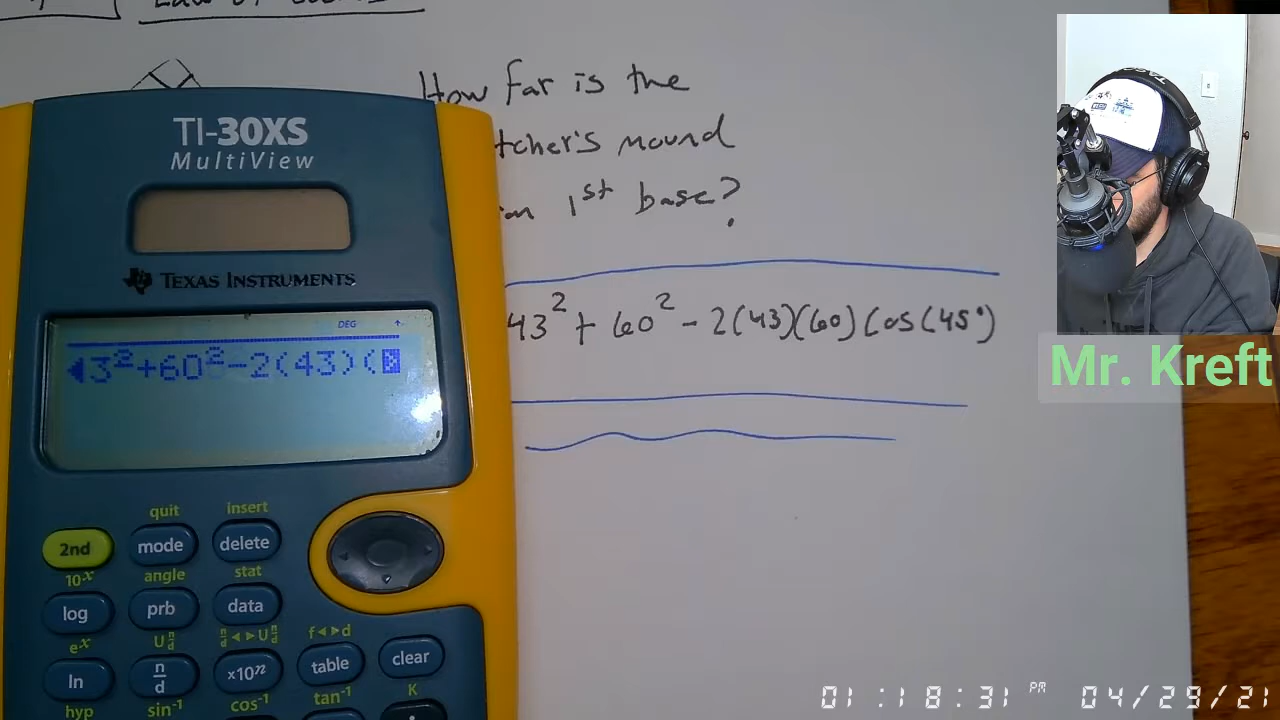 How far is the
TI-30XS
MultiView
tcher's mound
1st base?
TEXAS INSTRUMENTS
43² + 60² - 2(43)(60)Cos(45°)
DEG
3²+60²-2(43)(
Mr. Kreft
quit insert
2nd mode delete
10ˣ angle stat
log prb data
eˣ f◄►d
ln n/d ×10ⁿ table clear
hyp sin⁻¹ cos⁻¹ tan⁻¹ K
01:18:31 PM 04/29/21